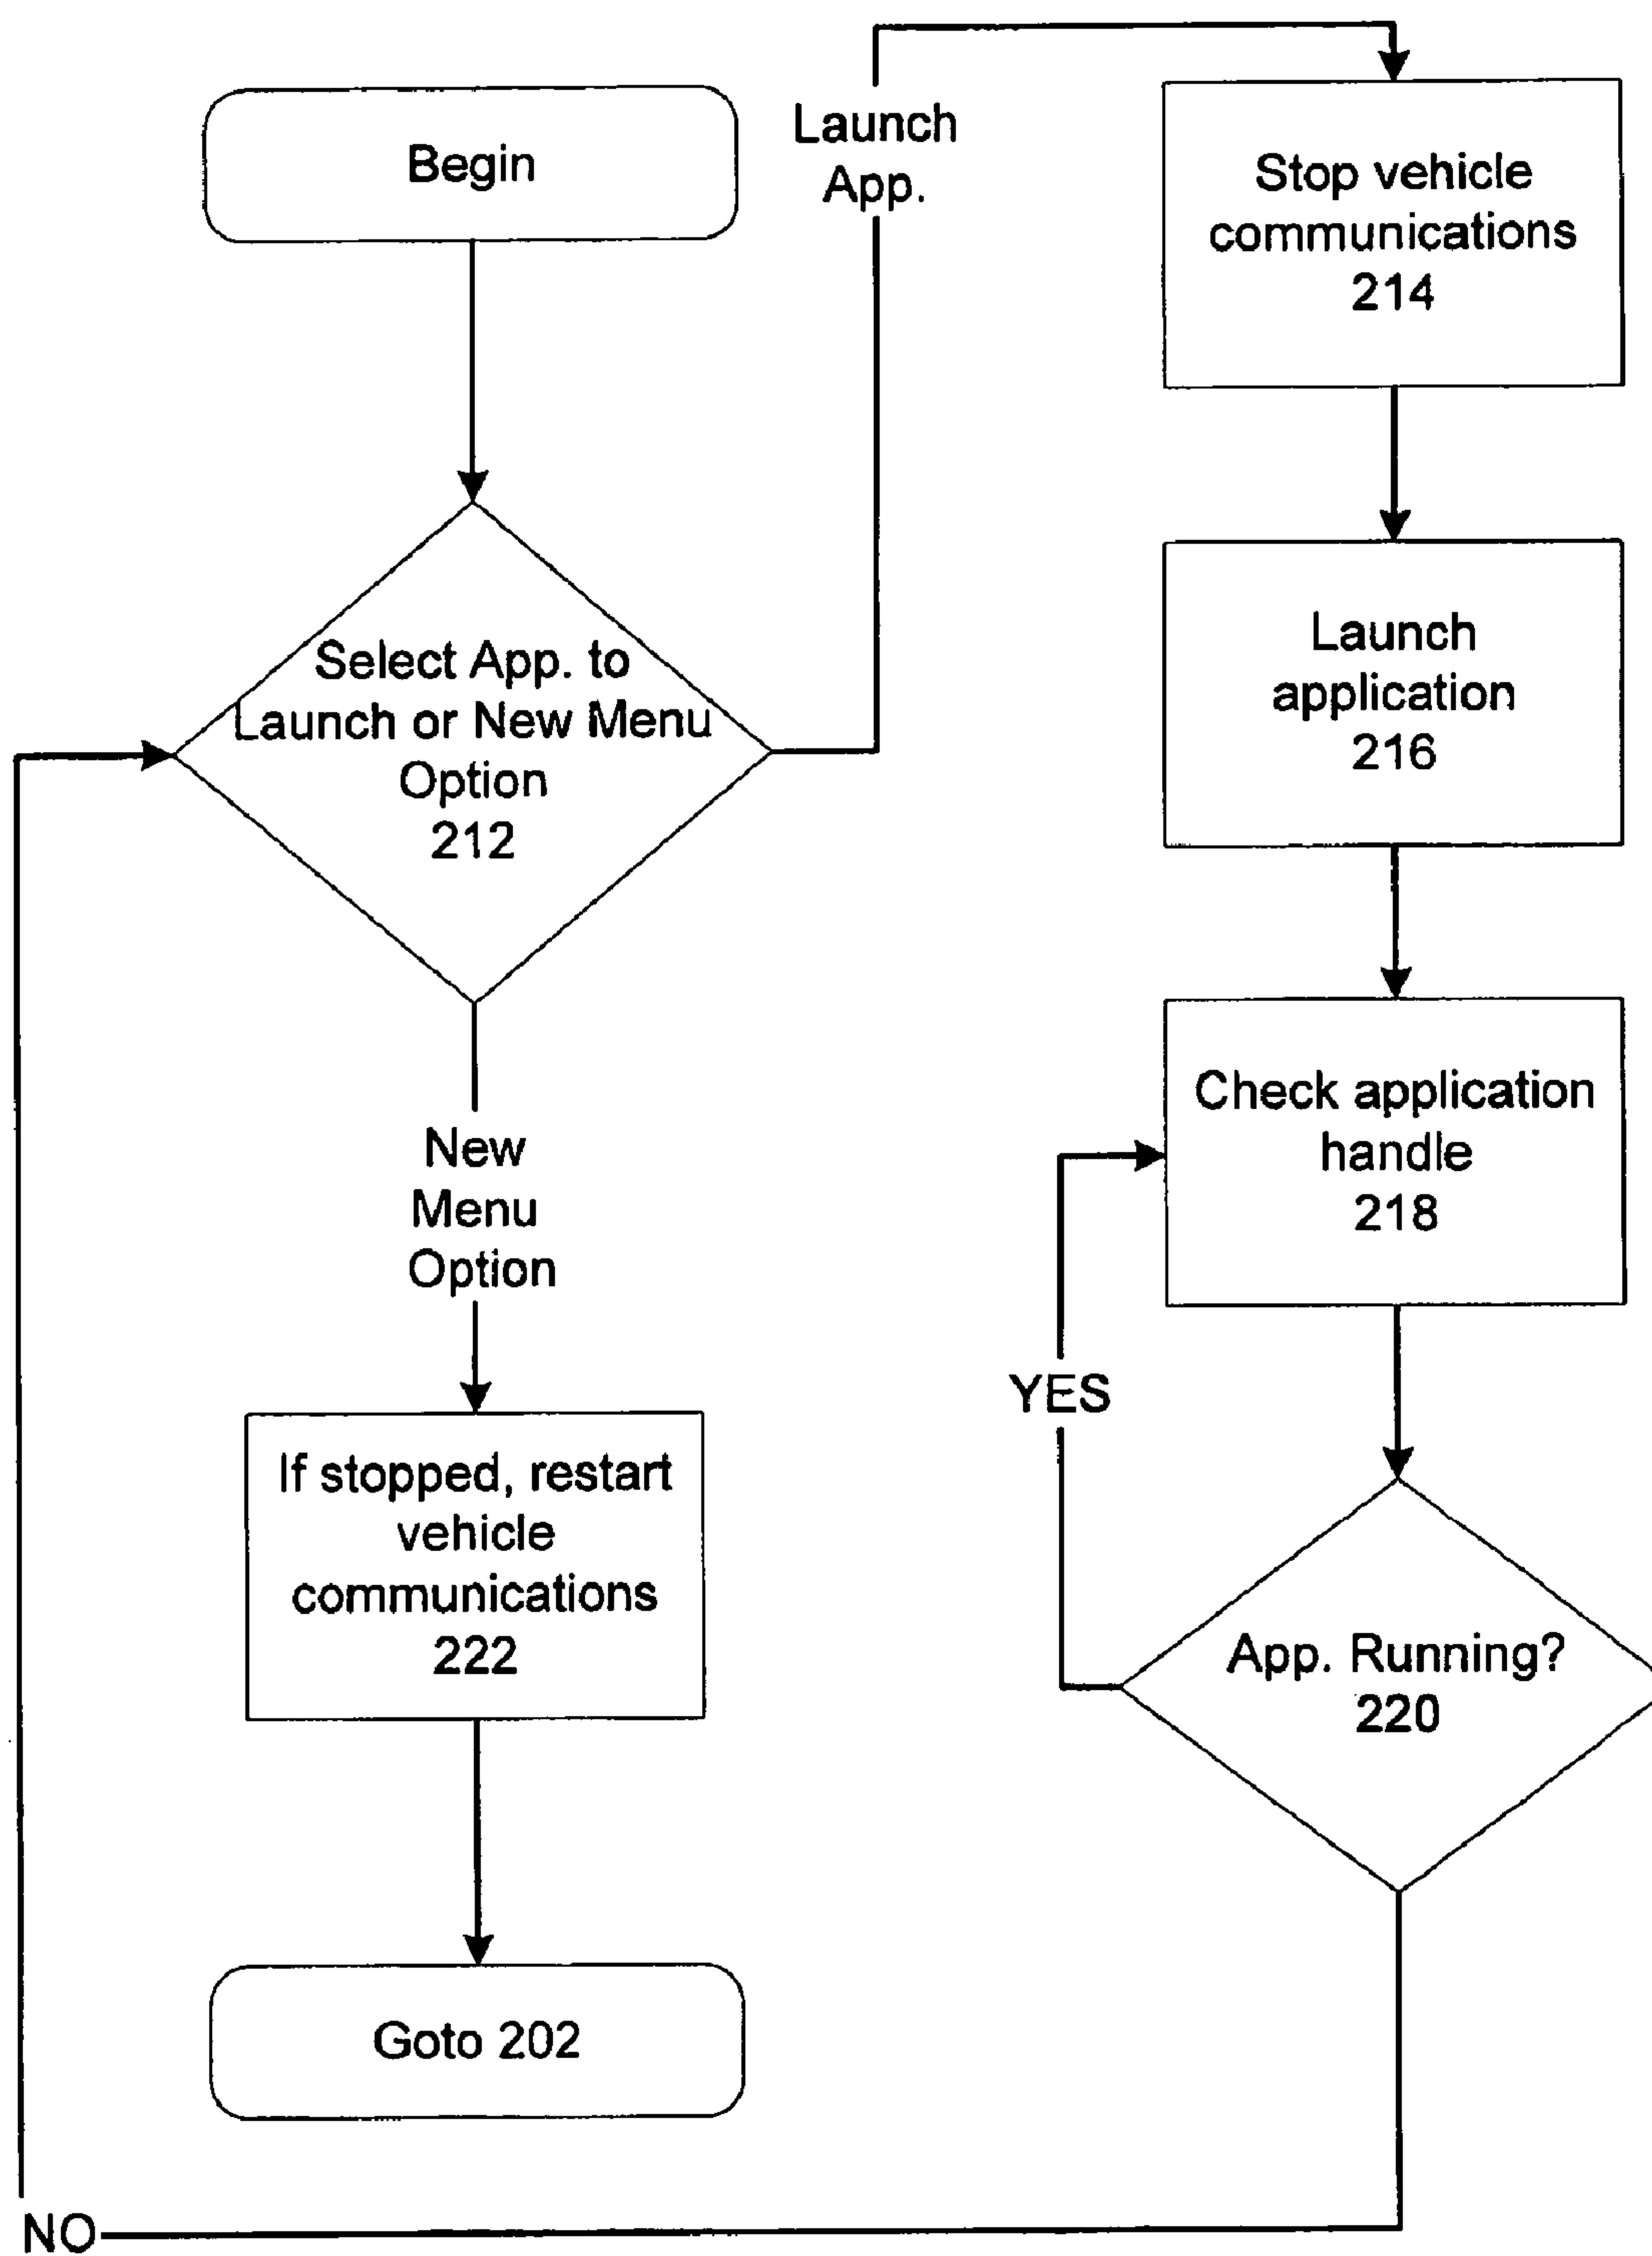 Begin
Select App. to
Launch or New Menu
Option
212
New
Menu
Option
If stopped, restart
vehicle
communications
222
Goto 202
Launch
App.
Stop vehicle
communications
214
Launch
application
216
Check application
handle
218
YES
App. Running?
220
NO